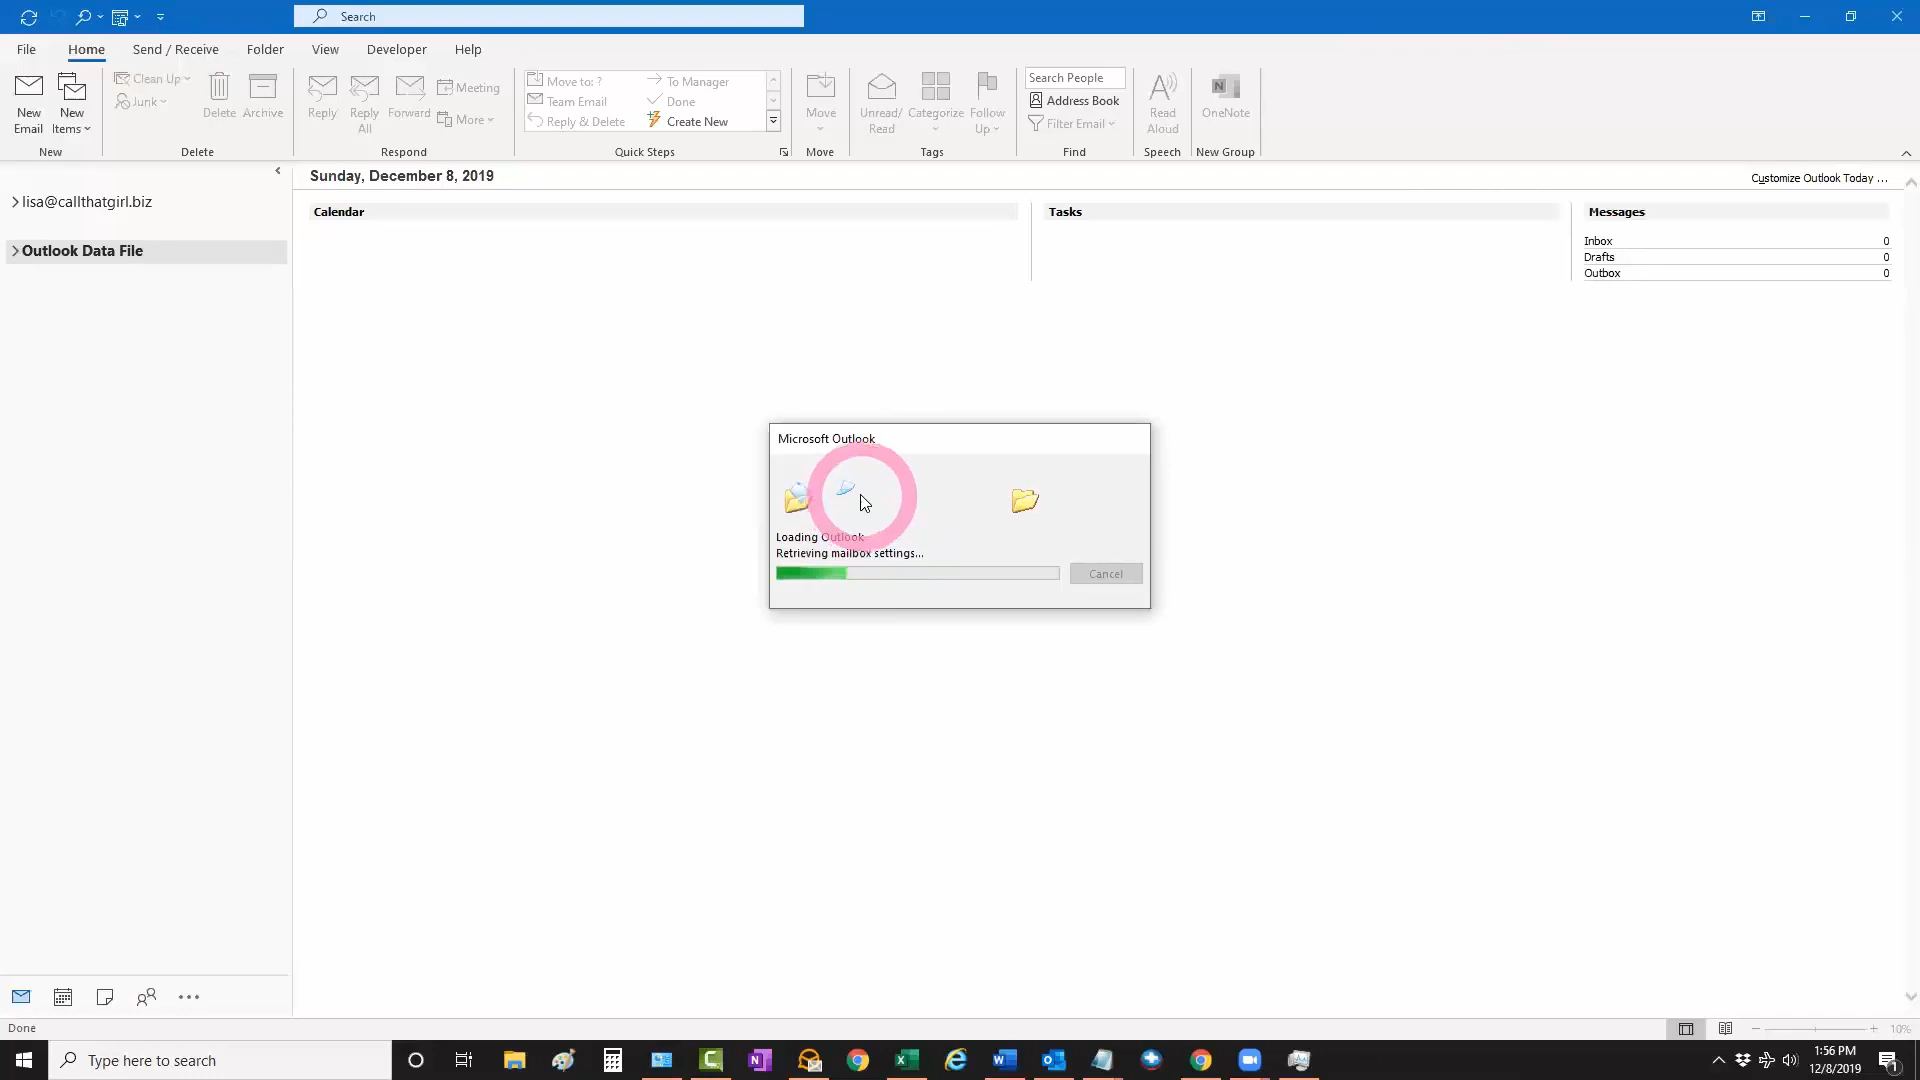 Search
File Home Send / Receive Folder View Developer Help
New Email
New Items
New
Clean Up
Junk
Delete
Archive
Delete
Reply
Reply All
Forward
Meeting
More
Respond
Move to: ?
Team Email
Reply & Delete
To Manager
Done
Create New
Quick Steps
Move
Move
Unread/ Read
Categorize
Follow Up
Tags
Search People
Address Book
Filter Email
Find
Read Aloud
Speech
OneNote
New Group
lisa@callthatgirl.biz
Outlook Data File
Sunday, December 8, 2019
Customize Outlook Today ...
Calendar
Tasks
Messages
Inbox 0
Drafts 0
Outbox 0
Microsoft Outlook
Loading Outlook
Retrieving mailbox settings...
Cancel
Done
10%
Type here to search
1:56 PM
12/8/2019
1